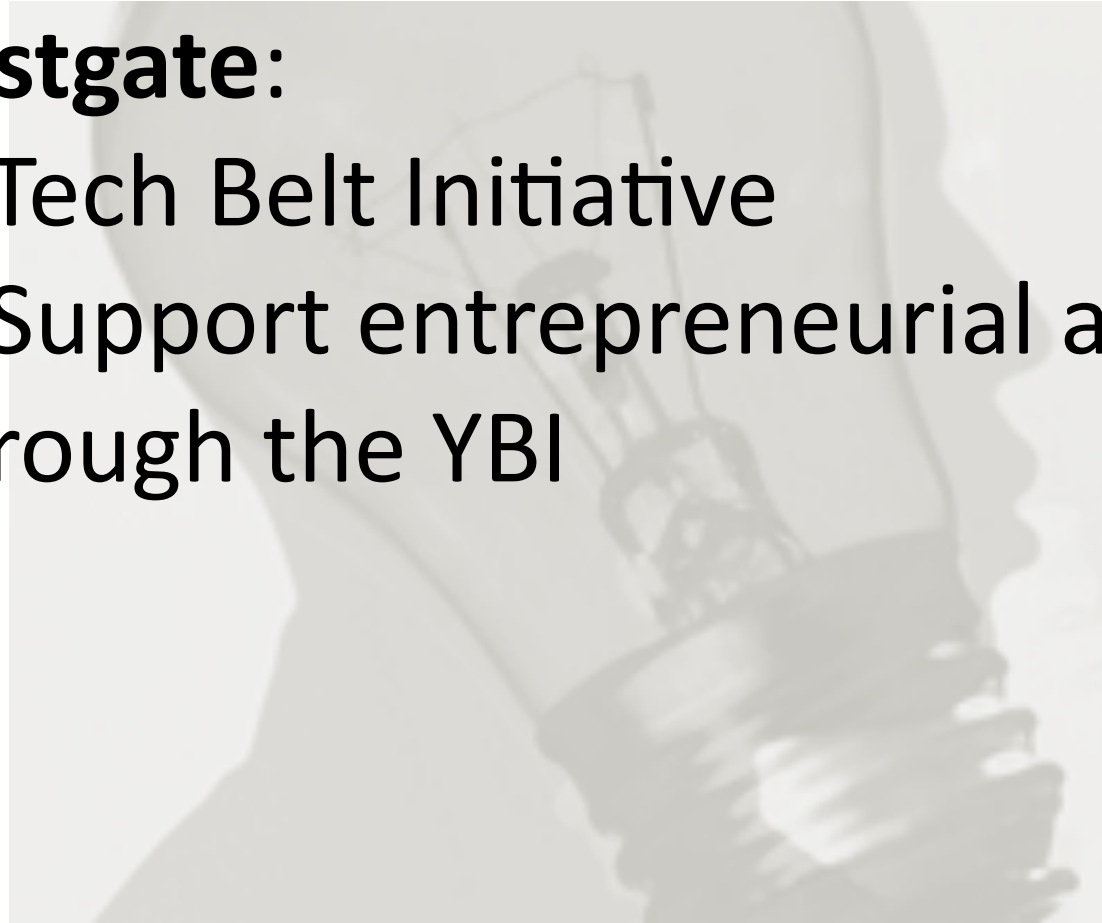 stgate:
Tech Belt Initiative
Support entrepreneurial a
rough the YBI